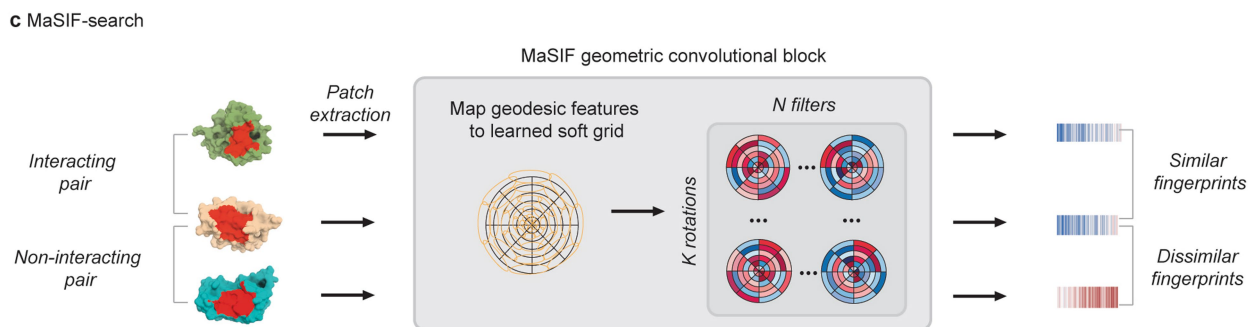 c MaSIF-search
MaSIF geometric convolutional block
Patch
extraction
Interacting
pair
Non-interacting
pair
Map geodesic features
to learned soft grid
N filters
K rotations
...
...
...
...
Similar
fingerprints
Dissimilar
fingerprints